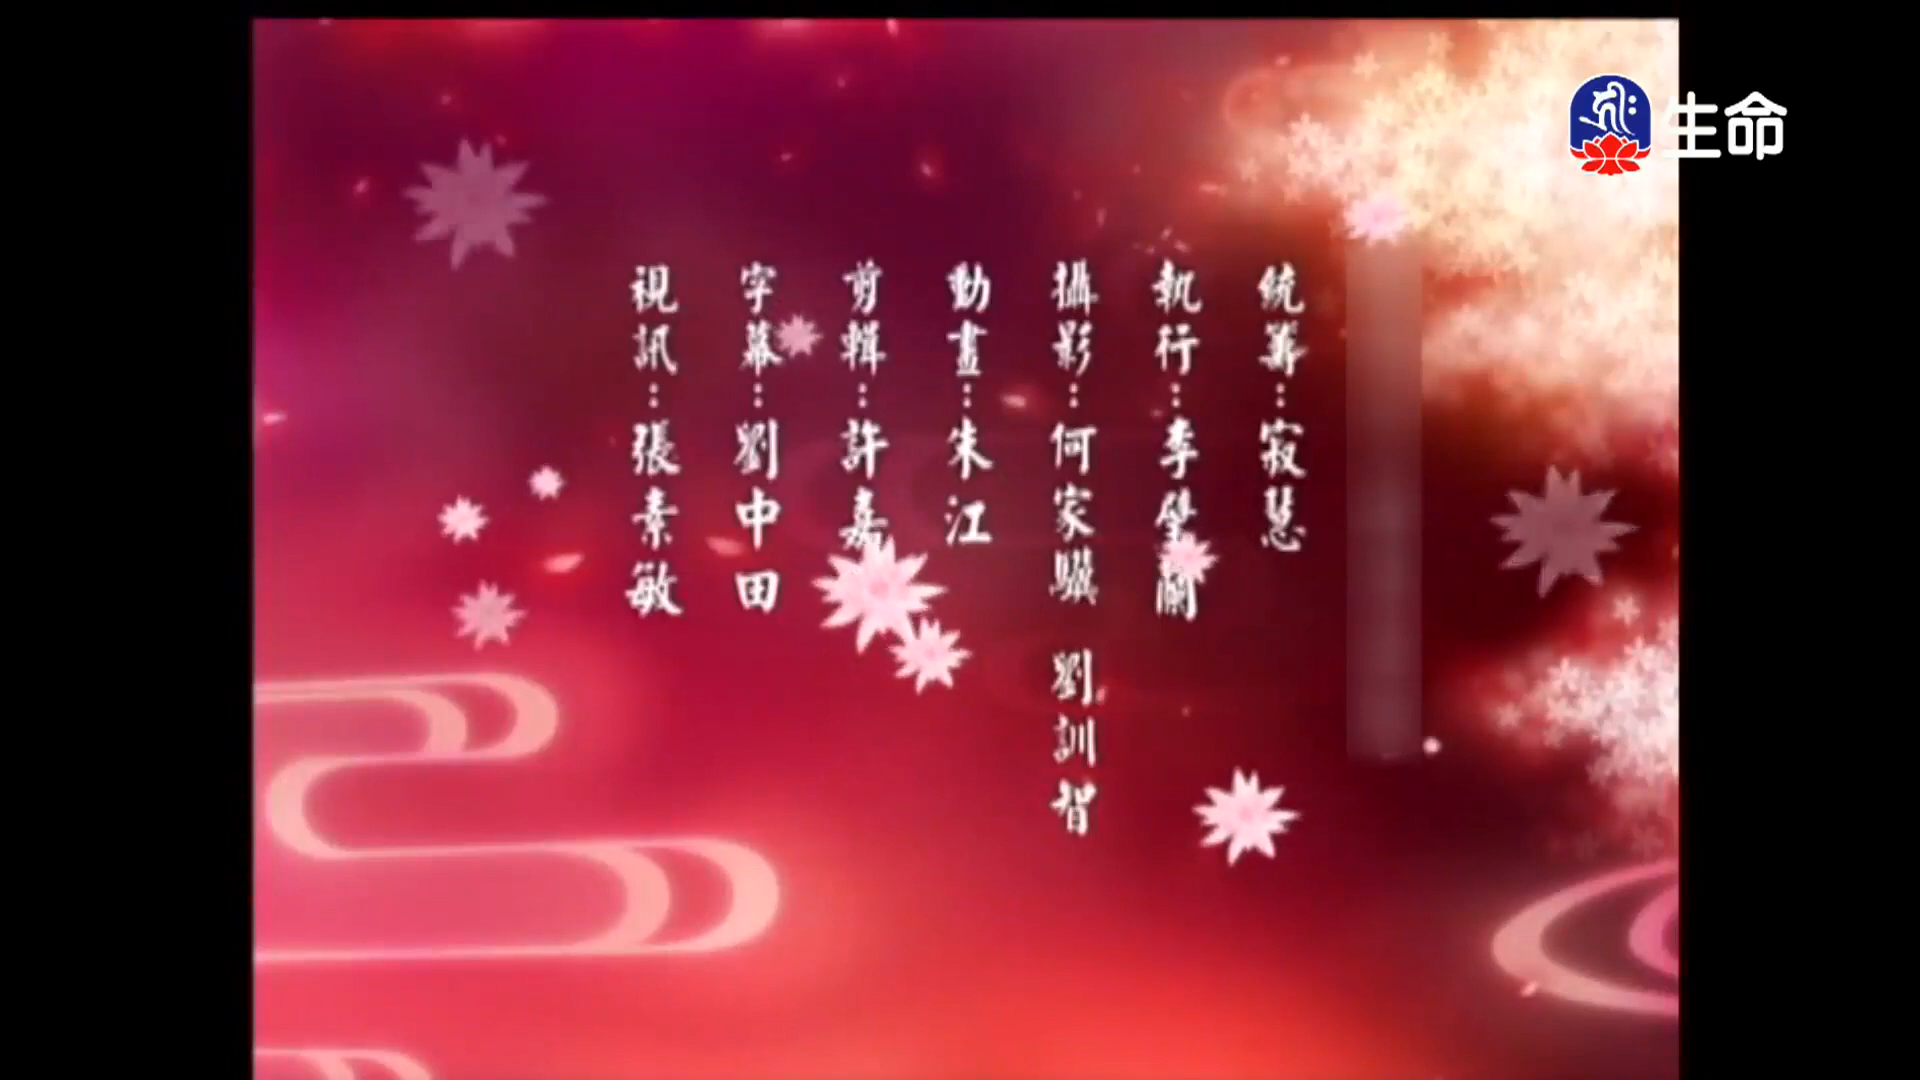 統籌：寂慧
執行：李肇蘭
攝影：何家驥 劉訓智
動畫：朱江
剪輯：許嘉
字幕：劉中田
視訊：張素敏
生命